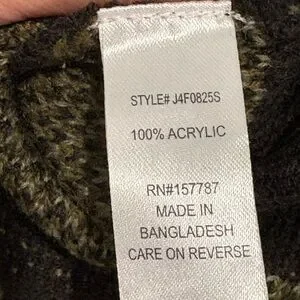 STYLE# J4F0825S
100% ACRYLIC
RN#157787
MADE IN
BANGLADESH
CARE ON REVERSE